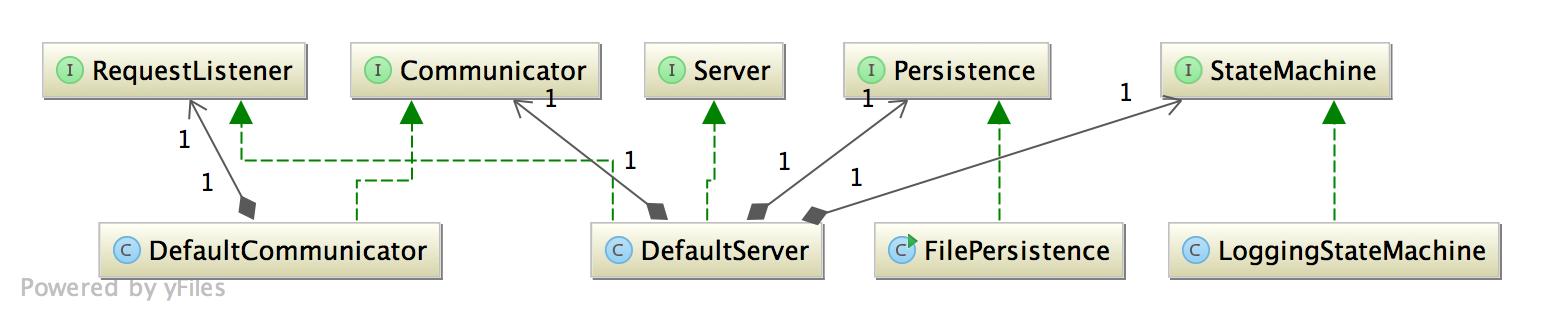 I RequestListener
I Communicator
I Server
I Persistence
I StateMachine
1
1
1
1
1
1
1
1
C DefaultCommunicator
C DefaultServer
C FilePersistence
C LoggingStateMachine
Powered by yFiles